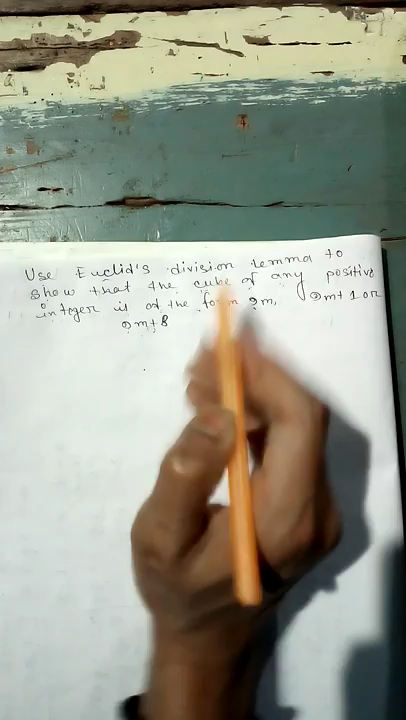 Use Euclid's division lemma to
show that the cube of any positive
integer is of the form 9m, 9m+1 or
9m+8